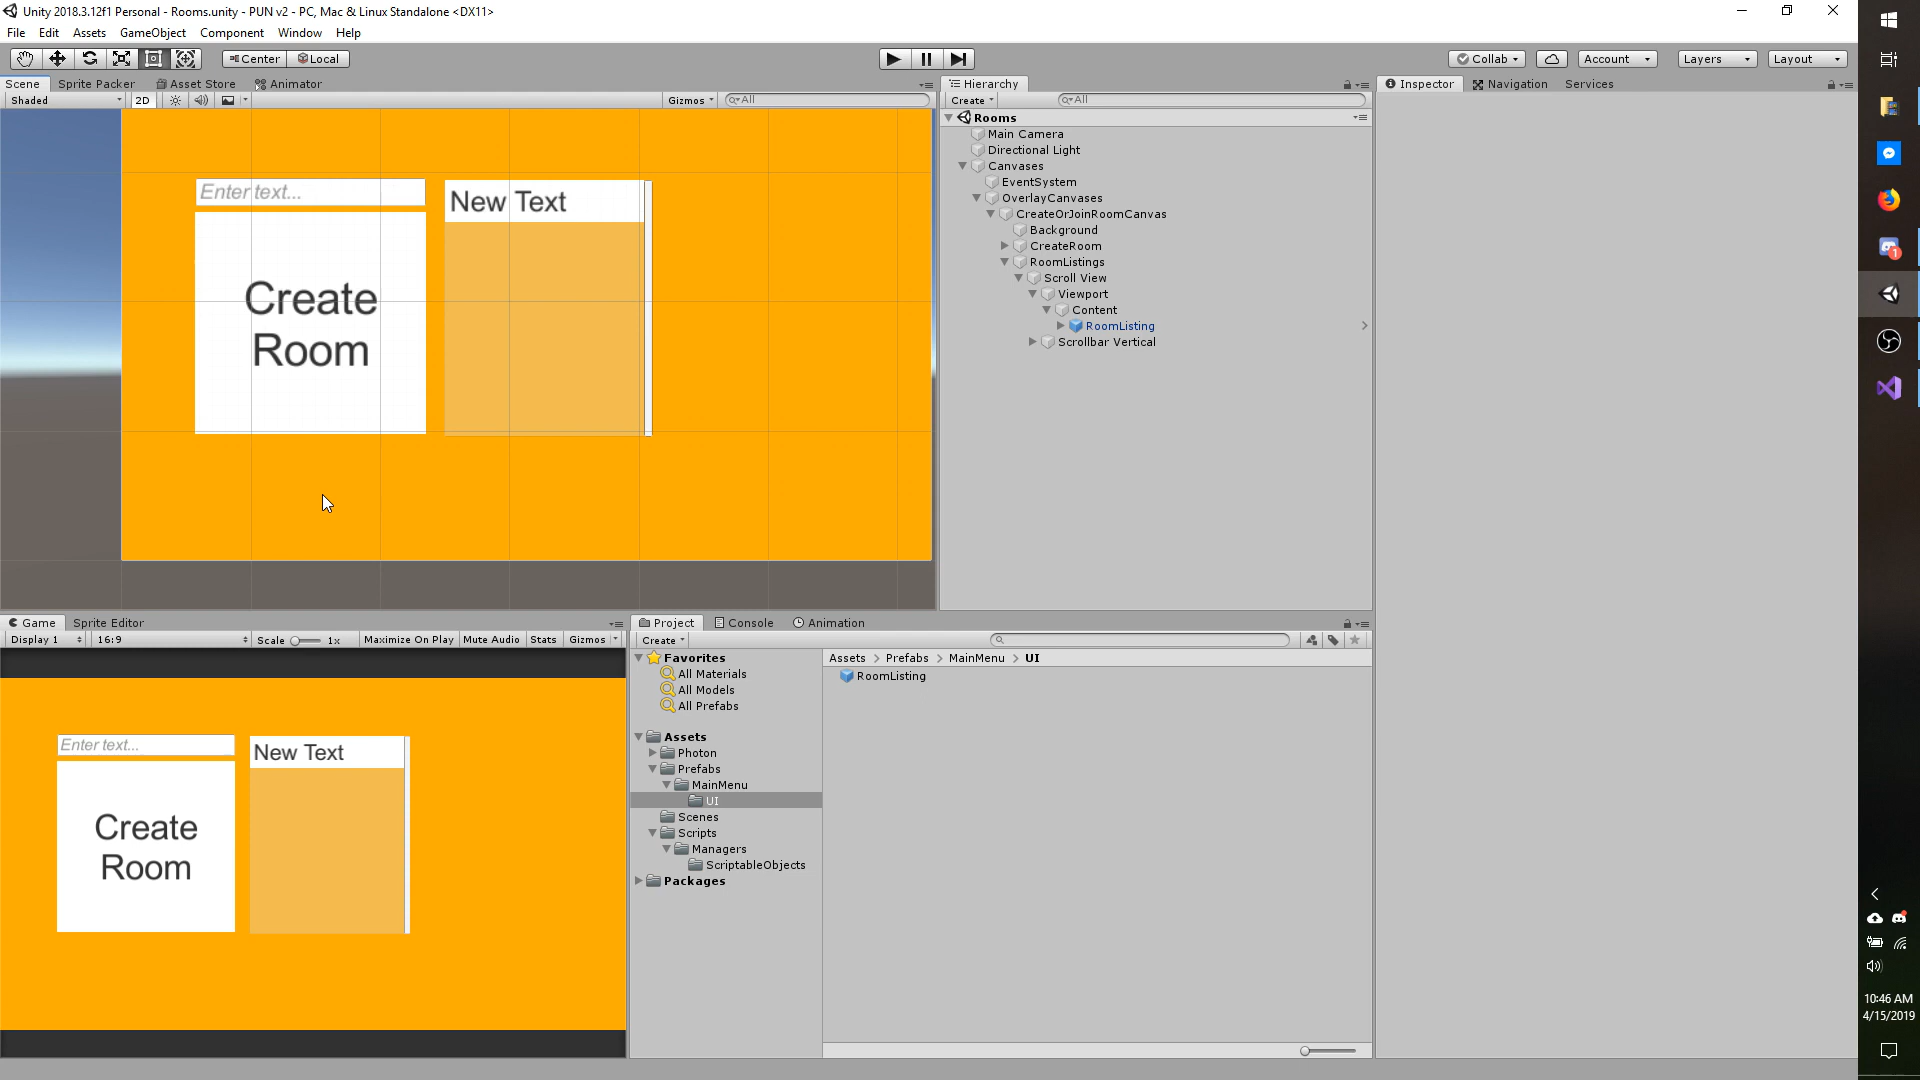 Unity 2018.3.12f1 Personal - Rooms.unity - PUN v2 - PC, Mac & Linux Standalone <DX11>
File Edit Assets GameObject Component Window Help
Center Local Collab Account Layers Layout
Scene Sprite Packer Asset Store Animator
Shaded 2D Gizmos All
Enter text...
New Text
Create
Room
Hierarchy
Create All
Rooms
Main Camera
Directional Light
Canvases
EventSystem
OverlayCanvases
CreateOrJoinRoomCanvas
Background
CreateRoom
RoomListings
Scroll View
Viewport
Content
RoomListing
Scrollbar Vertical
Inspector Navigation Services
Game Sprite Editor
Display 1 16:9 Scale 1x Maximize On Play Mute Audio Stats Gizmos
Enter text...
New Text
Create
Room
Project Console Animation
Create
Favorites
All Materials
All Models
All Prefabs
Assets
Photon
Prefabs
MainMenu
UI
Scenes
Scripts
Managers
ScriptableObjects
Packages
Assets > Prefabs > MainMenu > UI
RoomListing
1
10:46 AM
4/15/2019